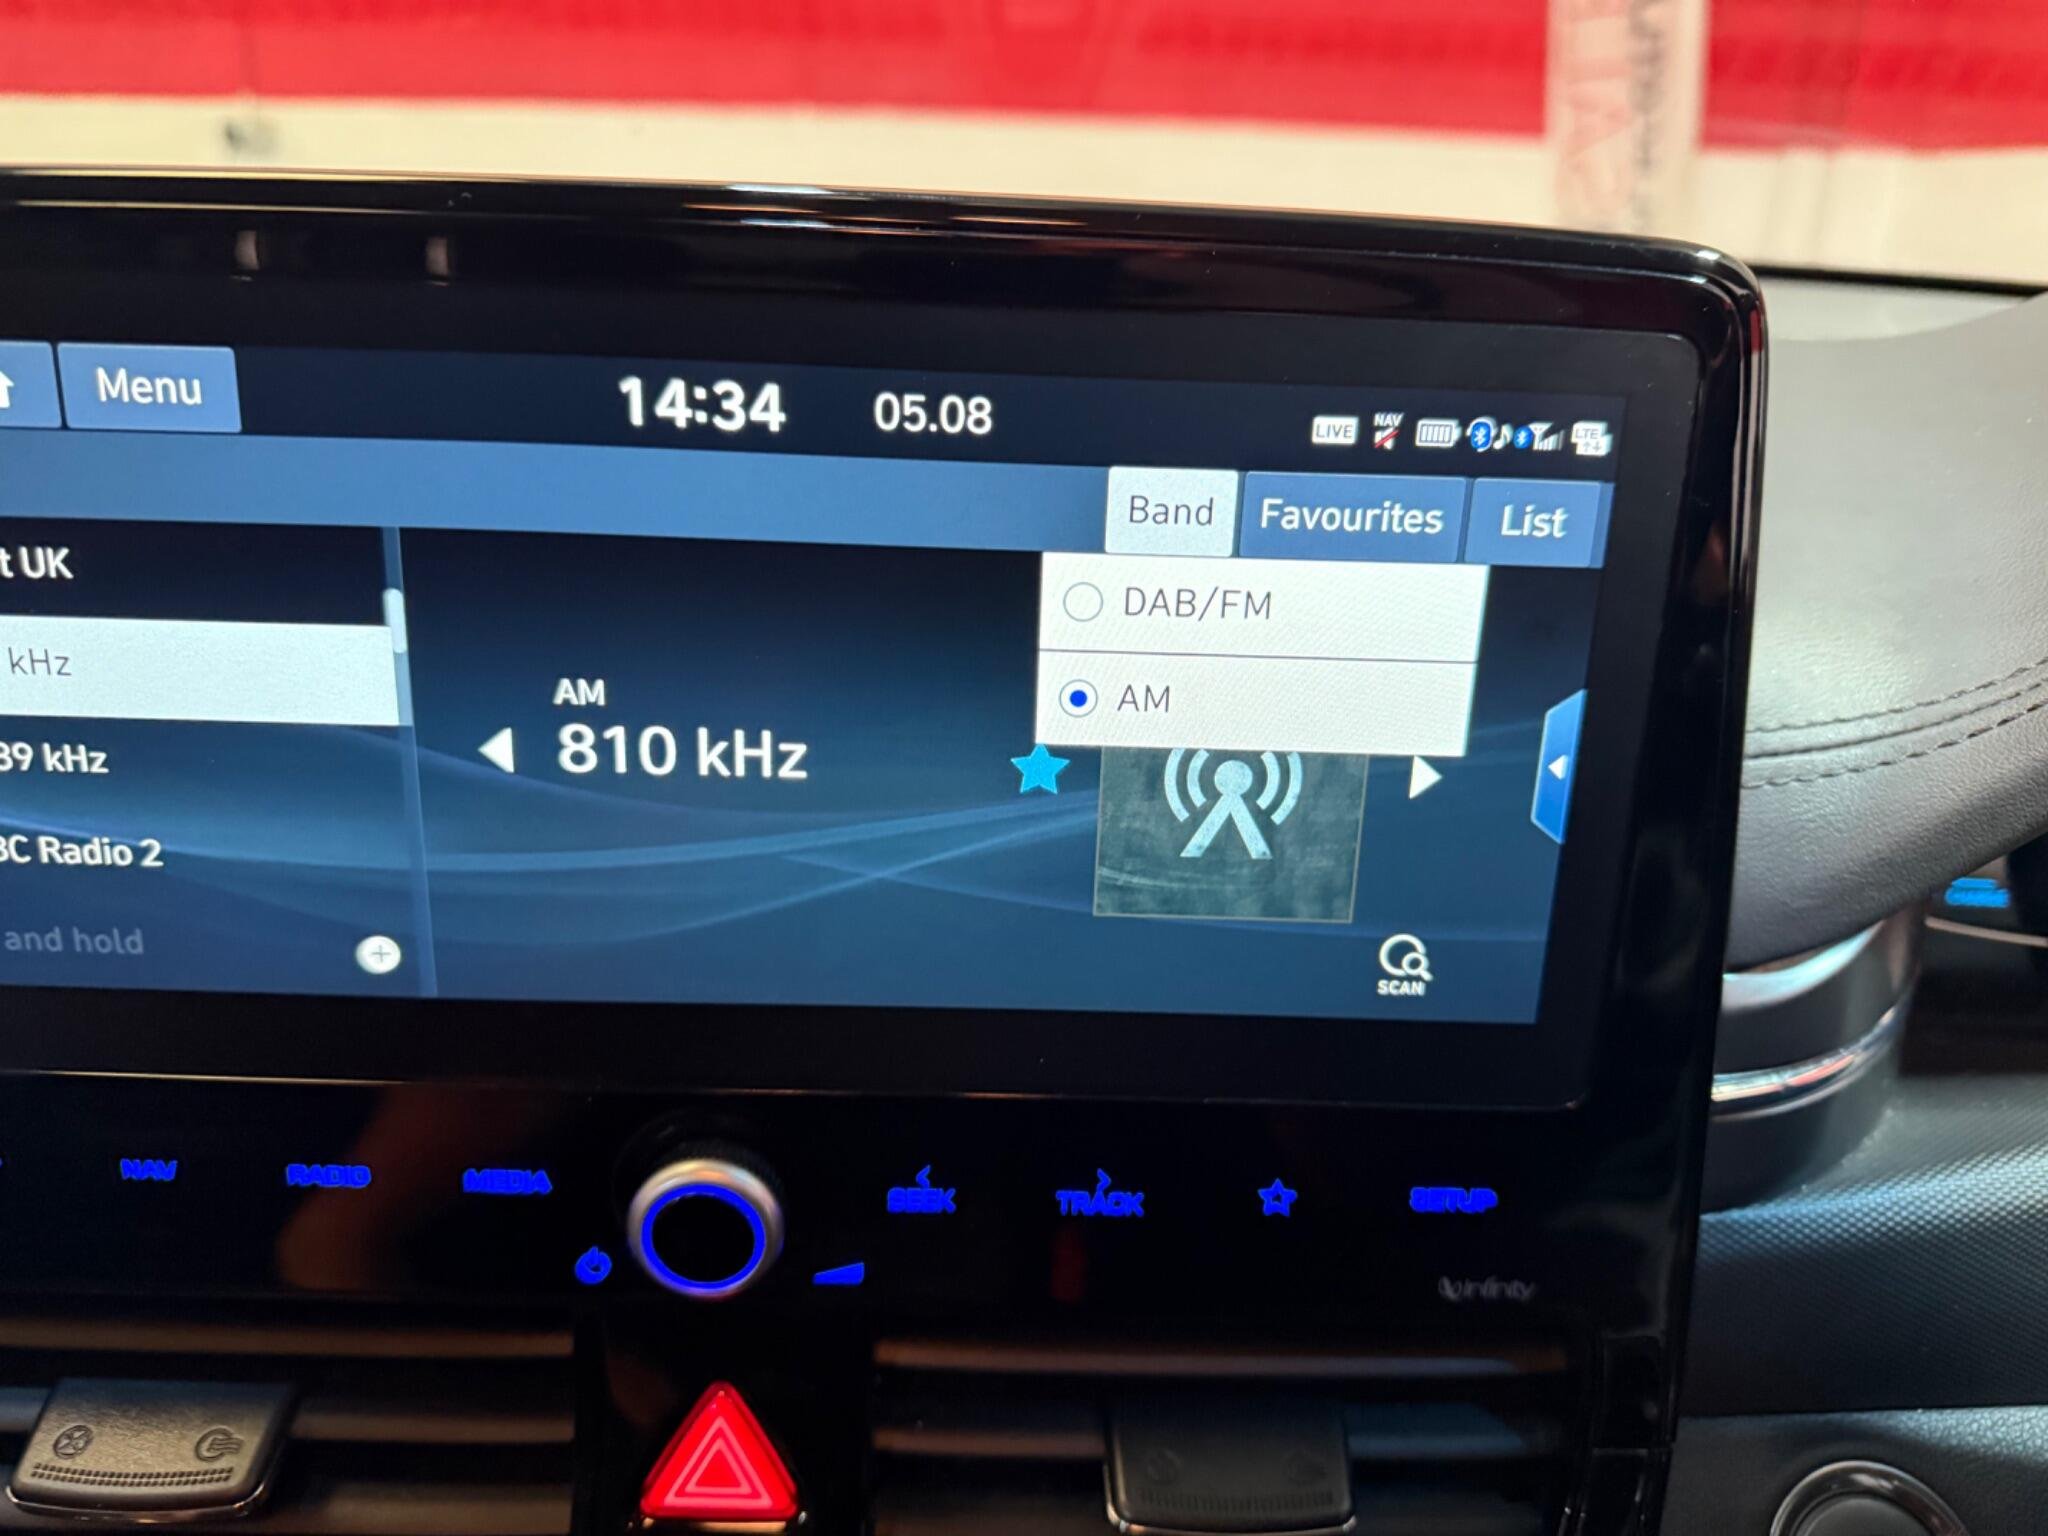 Menu
14:34
05.08
LIVE
NAV
LTE
Band
Favourites
List
t UK
DAB/FM
kHz
AM
AM
810 kHz
39 kHz
BC Radio 2
and hold
SCAN
NAV
RADIO
MEDIA
SEEK
TRACK
SETUP
infinity